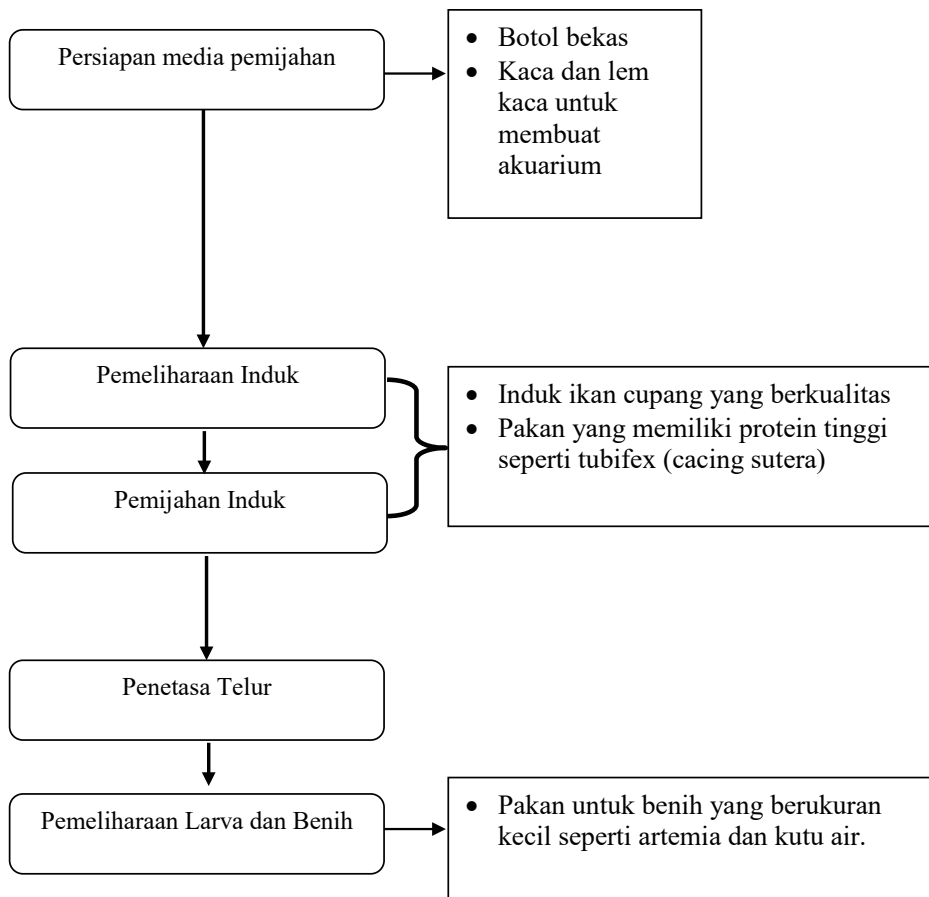 Persiapan media pemijahan
• Botol bekas
• Kaca dan lem
kaca untuk
membuat
akuarium
Pemeliharaan Induk
Pemijahan Induk
• Induk ikan cupang yang berkualitas
• Pakan yang memiliki protein tinggi
seperti tubifex (cacing sutera)
Penetasa Telur
Pemeliharaan Larva dan Benih
• Pakan untuk benih yang berukuran
kecil seperti artemia dan kutu air.